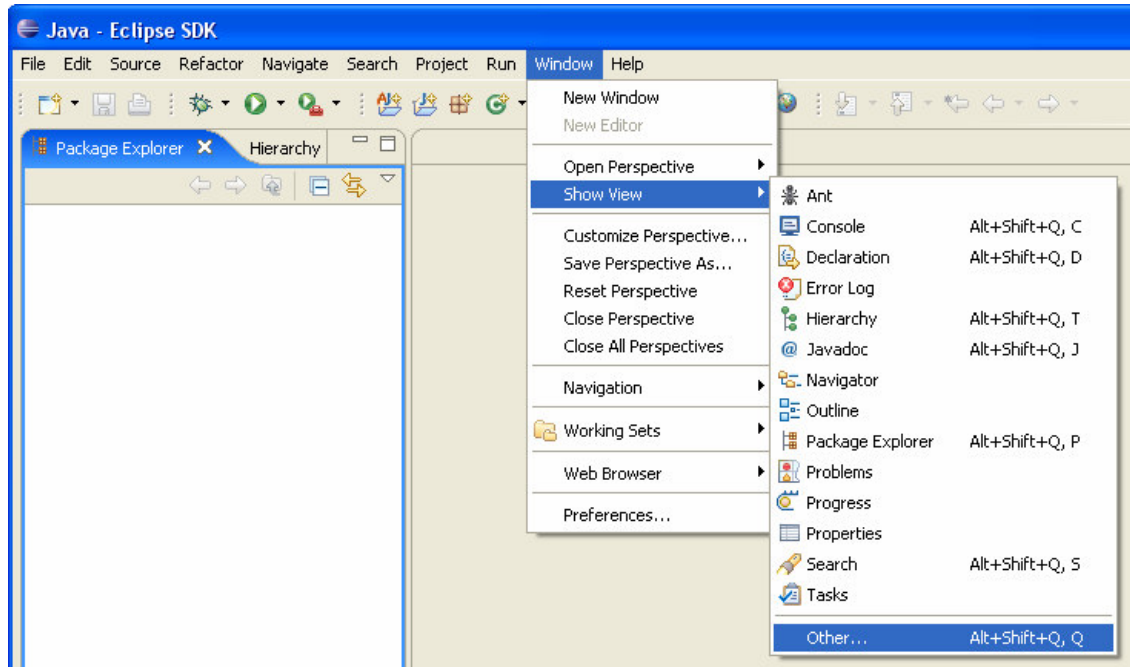 Java - Eclipse SDK
File Edit Source Refactor Navigate Search Project Run Window Help
Package Explorer Hierarchy
New Window
New Editor
Open Perspective
Show View
Customize Perspective...
Save Perspective As...
Reset Perspective
Close Perspective
Close All Perspectives
Navigation
Working Sets
Web Browser
Preferences...
Ant
Console Alt+Shift+Q, C
Declaration Alt+Shift+Q, D
Error Log
Hierarchy Alt+Shift+Q, T
@ Javadoc Alt+Shift+Q, J
Navigator
Outline
Package Explorer Alt+Shift+Q, P
Problems
Progress
Properties
Search Alt+Shift+Q, S
Tasks
Other... Alt+Shift+Q, Q